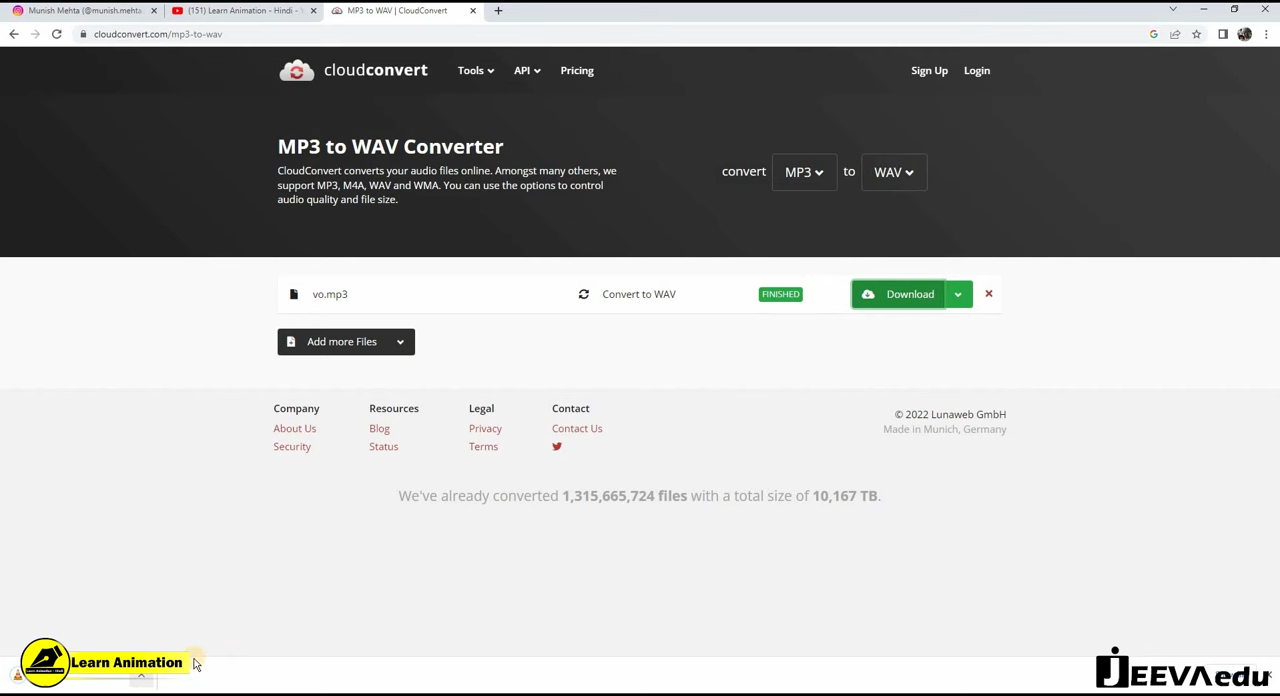 Munish Mehta (@munish.mehta
(151) Learn Animation - Hindi - Y
MP3 to WAV | CloudConvert
cloudconvert.com/mp3-to-wav
cloudconvert
Tools
API
Pricing
Sign Up
Login
MP3 to WAV Converter
CloudConvert converts your audio files online. Amongst many others, we
support MP3, M4A, WAV and WMA. You can use the options to control
audio quality and file size.
convert MP3 to WAV
vo.mp3
Convert to WAV
FINISHED
Download
Add more Files
Company
About Us
Security
Resources
Blog
Status
Legal
Privacy
Terms
Contact
Contact Us
© 2022 Lunaweb GmbH
Made in Munich, Germany
We've already converted 1,315,665,724 files with a total size of 10,167 TB.
Learn Animation
JEEVAedu